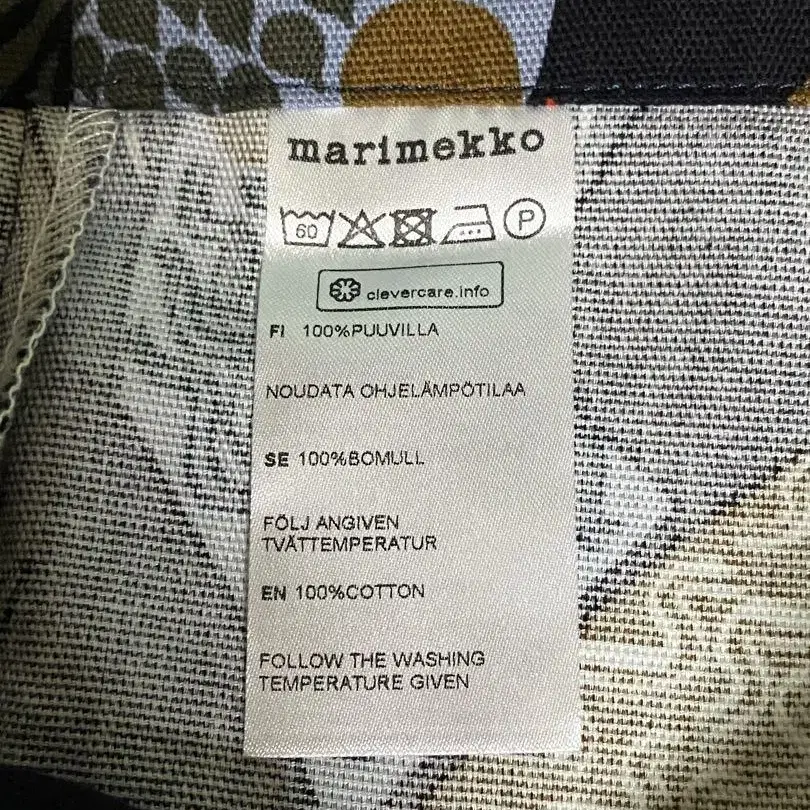 marimekko
60 P
clevercare.info
FI 100%PUUVILLA
NOUDATA OHJELÄMPÖTILAA
SE 100%BOMULL
FÖLJ ANGIVEN
TVÄTTEMPERATUR
EN 100%COTTON
FOLLOW THE WASHING
TEMPERATURE GIVEN